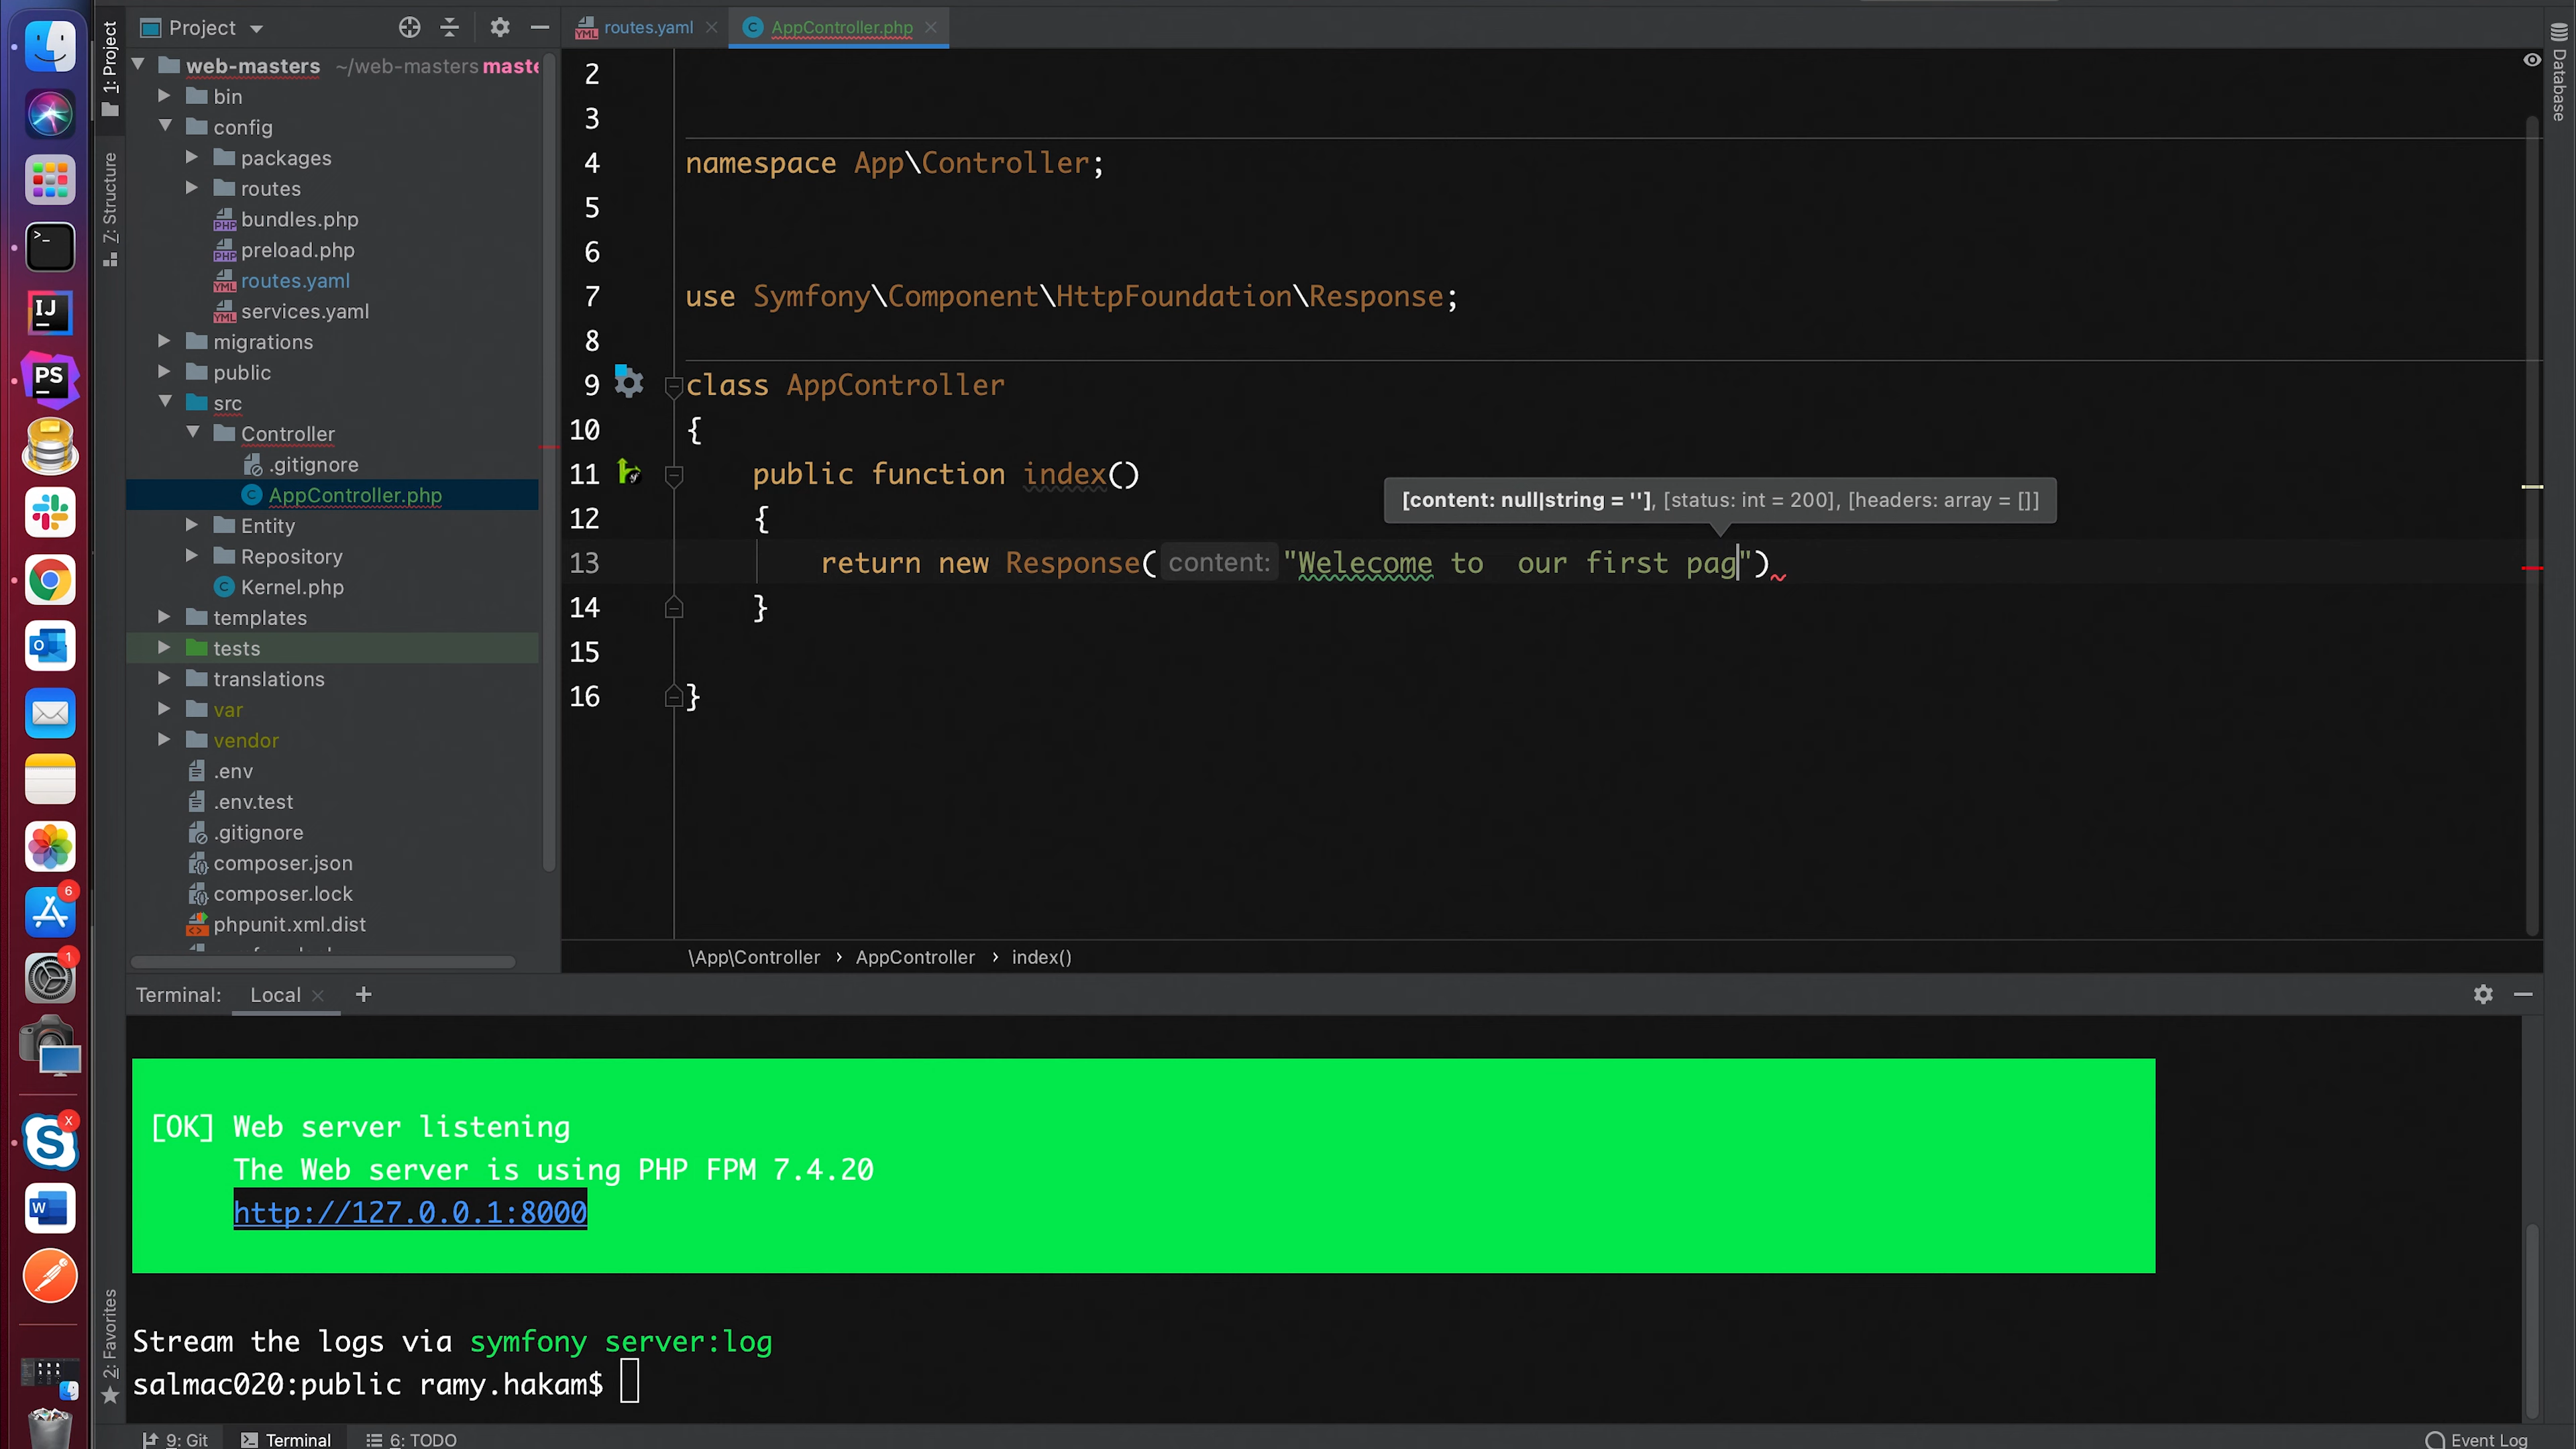 1: Project
7: Structure
2: Favorites
Project
web-masters ~/web-masters maste
bin
config
packages
routes
bundles.php
preload.php
routes.yaml
services.yaml
migrations
public
src
Controller
.gitignore
AppController.php
Entity
Repository
Kernel.php
templates
tests
translations
var
vendor
.env
.env.test
.gitignore
composer.json
composer.lock
phpunit.xml.dist
routes.yaml
AppController.php
2
3
4 namespace App\Controller;
5
6
7 use Symfony\Component\HttpFoundation\Response;
8
9 class AppController
10 {
11 public function index()
[content: null|string = ''], [status: int = 200], [headers: array = []]
12 {
13 return new Response( content: "Welecome to  our first pag")
14 }
15
16 }
\App\Controller › AppController › index()
Database
Terminal: Local +
[OK] Web server listening
The Web server is using PHP FPM 7.4.20
http://127.0.0.1:8000
Stream the logs via symfony server:log
salmac020:public ramy.hakam$
9: Git
Terminal
6: TODO
Event Log
IJ
PS
6
1
X
S
W